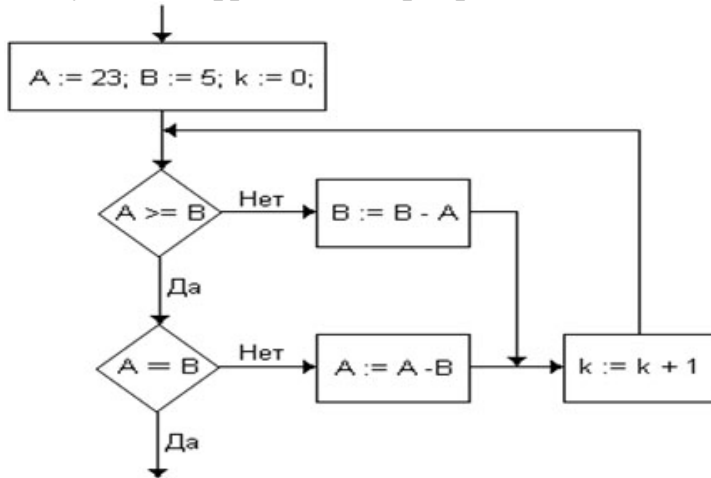 A := 23; B := 5; k := 0;
A >= B
Нет
B := B - A
Да
A = B
Нет
A := A -B
k := k + 1
Да